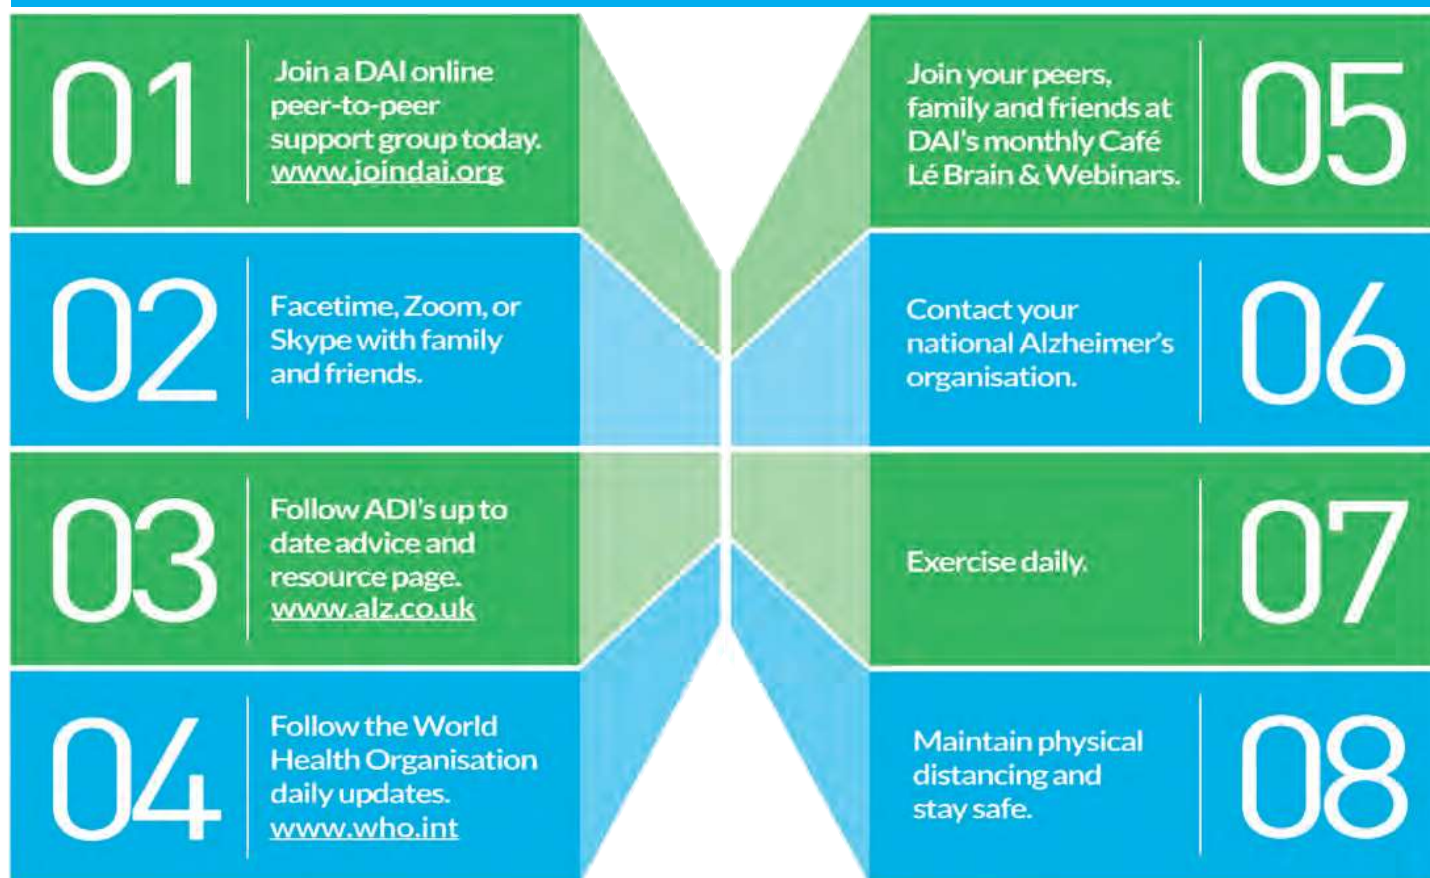 01
Join a DAI online
peer-to-peer
support group today.
www.joindai.org
02
Facetime, Zoom, or
Skype with family
and friends.
03
Follow ADI's up to
date advice and
resource page.
www.alz.co.uk
04
Follow the World
Health Organisation
daily updates.
www.who.int
05
Join your peers,
family and friends at
DAI's monthly Café
Lé Brain & Webinars.
06
Contact your
national Alzheimer's
organisation.
07
Exercise daily.
08
Maintain physical
distancing and
stay safe.